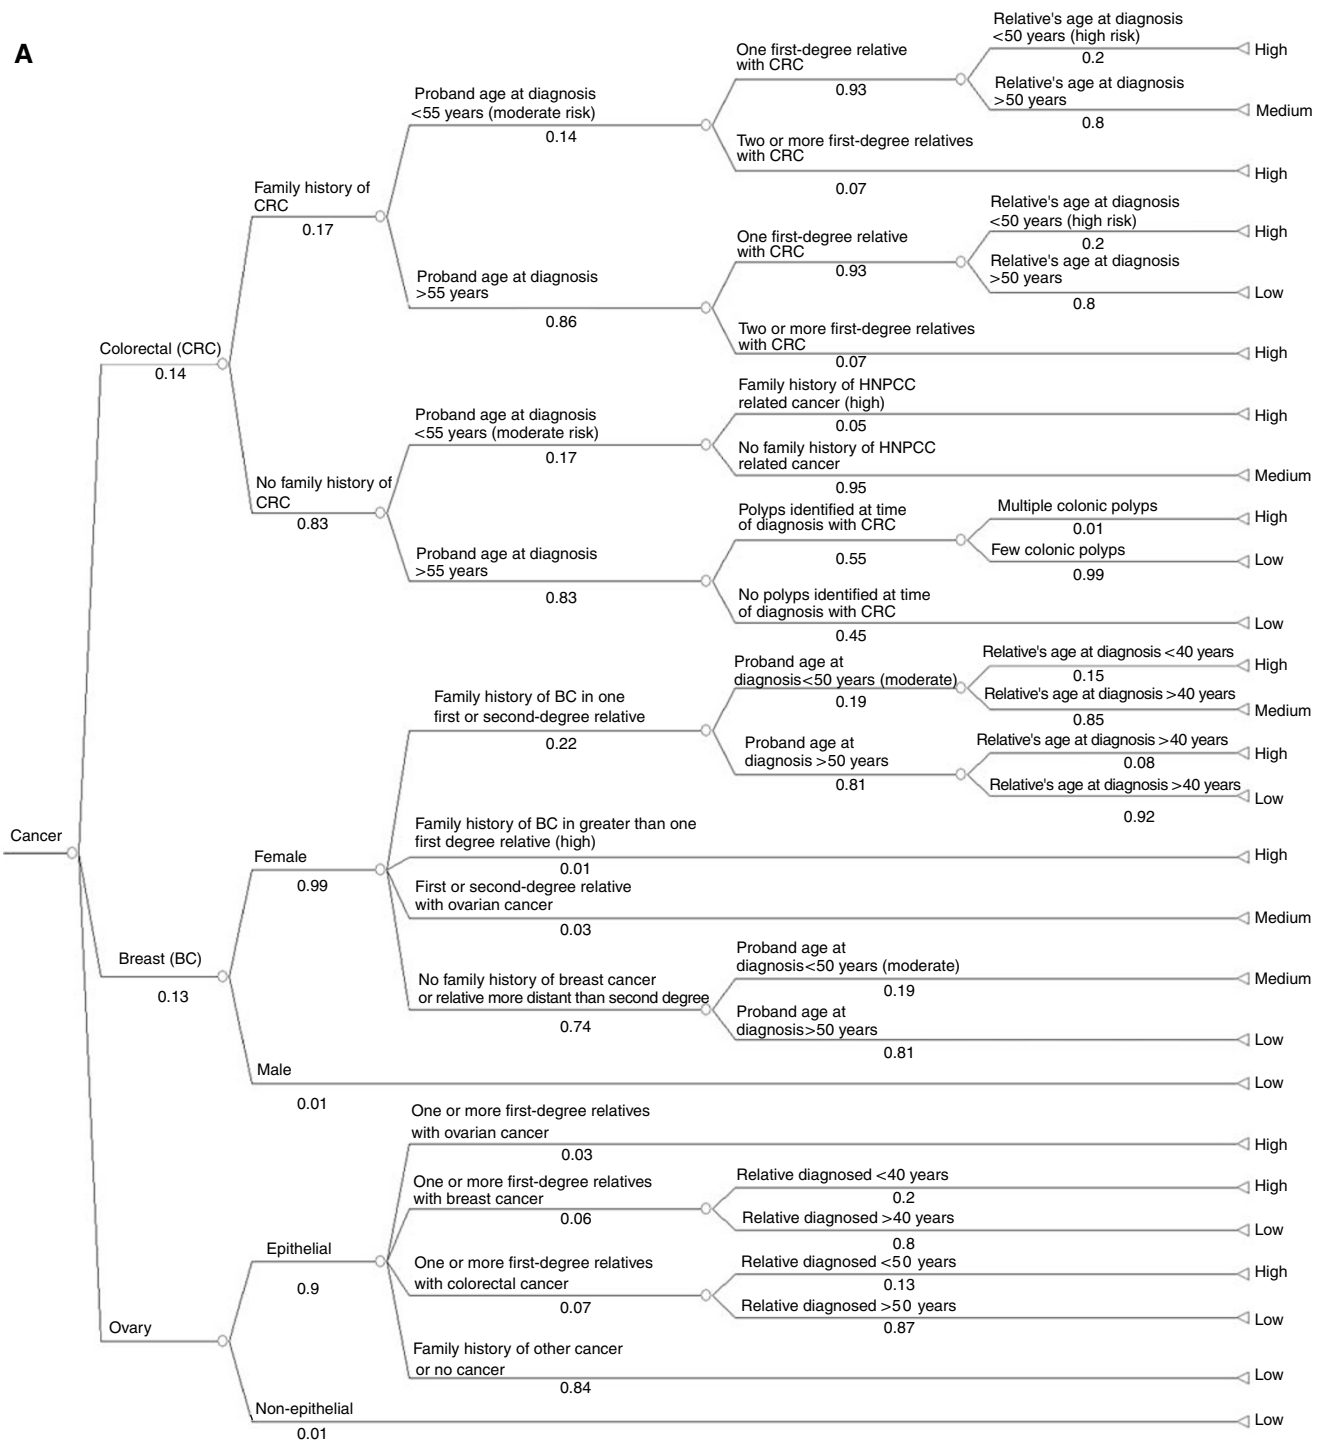 A
Relative's age at diagnosis
<50 years (high risk)
High
0.2
One first-degree relative
with CRC
0.93
Relative's age at diagnosis
>50 years
Medium
0.8
Proband age at diagnosis
<55 years (moderate risk)
0.14
Two or more first-degree relatives
with CRC
High
0.07
Family history of
CRC
0.17
Relative's age at diagnosis
<50 years (high risk)
High
0.2
One first-degree relative
with CRC
0.93
Relative's age at diagnosis
>50 years
Low
0.8
Proband age at diagnosis
>55 years
0.86
Two or more first-degree relatives
with CRC
High
0.07
Colorectal (CRC)
0.14
Family history of HNPCC
related cancer (high)
High
0.05
Proband age at diagnosis
<55 years (moderate risk)
0.17
No family history of HNPCC
related cancer
Medium
0.95
No family history of
CRC
0.83
Polyps identified at time
of diagnosis with CRC
0.55
Multiple colonic polyps
High
0.01
Few colonic polyps
Low
0.99
Proband age at diagnosis
>55 years
0.83
No polyps identified at time
of diagnosis with CRC
Low
0.45
Proband age at
diagnosis<50 years (moderate)
0.19
Relative's age at diagnosis <40 years
High
0.15
Relative's age at diagnosis >40 years
Medium
0.85
Family history of BC in one
first or second-degree relative
0.22
Proband age at
diagnosis >50 years
0.81
Relative's age at diagnosis >40 years
High
0.08
Relative's age at diagnosis >40 years
Low
0.92
Cancer
Family history of BC in greater than one
first degree relative (high)
High
0.01
Female
0.99
First or second-degree relative
with ovarian cancer
Medium
0.03
Breast (BC)
0.13
Proband age at
diagnosis<50 years (moderate)
Medium
0.19
No family history of breast cancer
or relative more distant than second degree
0.74
Proband age at
diagnosis>50 years
Low
0.81
Male
Low
0.01
One or more first-degree relatives
with ovarian cancer
High
0.03
One or more first-degree relatives
with breast cancer
0.06
Relative diagnosed <40 years
High
0.2
Relative diagnosed >40 years
Low
0.8
Epithelial
0.9
One or more first-degree relatives
with colorectal cancer
0.07
Relative diagnosed <50 years
High
0.13
Relative diagnosed >50 years
Low
0.87
Ovary
Family history of other cancer
or no cancer
Low
0.84
Non-epithelial
Low
0.01